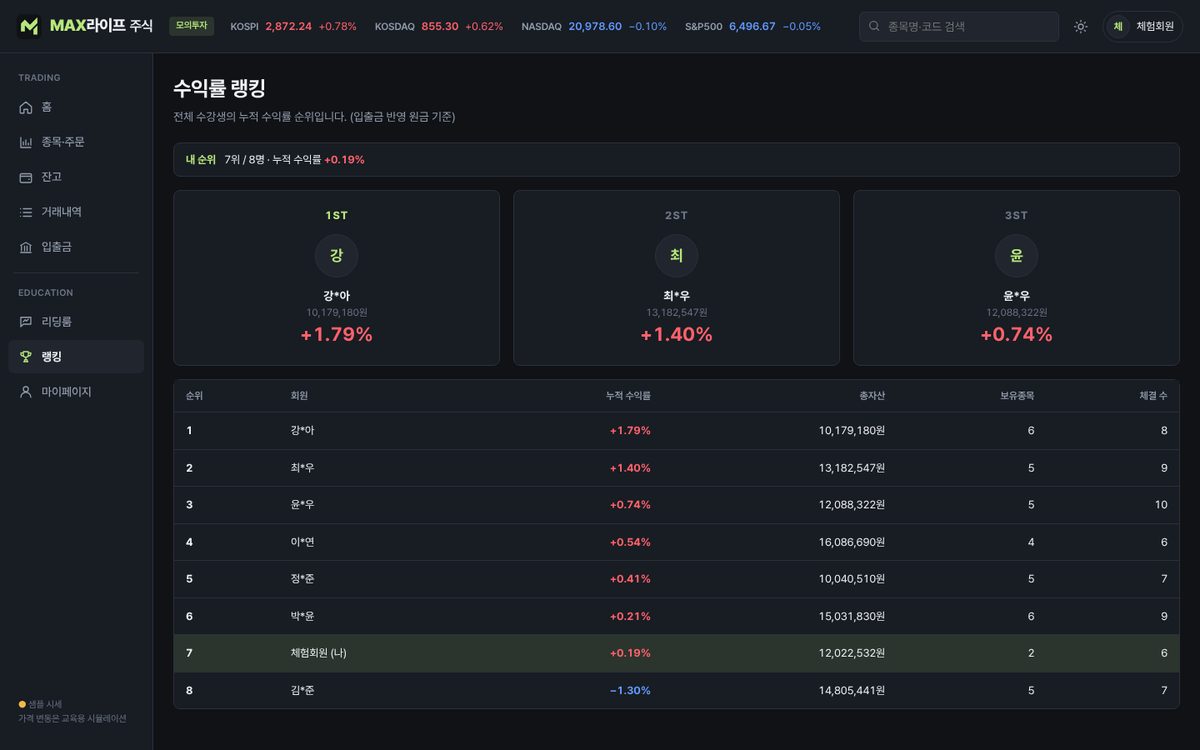 MAX라이프 주식 모의투자 KOSPI 2,872.24 +0.78% KOSDAQ 855.30 +0.62% NASDAQ 20,978.60 −0.10% S&P500 6,496.67 −0.05% 종목명·코드 검색 체 체험회원
TRADING
홈
종목·주문
잔고
거래내역
입출금
EDUCATION
리딩룸
랭킹
마이페이지
샘플 시세
가격 변동은 교육용 시뮬레이션
수익률 랭킹
전체 수강생의 누적 수익률 순위입니다. (입출금 반영 원금 기준)
내 순위 7위 / 8명 · 누적 수익률 +0.19%
1ST
강
강*아
10,179,180원
+1.79%
2ST
최
최*우
13,182,547원
+1.40%
3ST
윤
윤*우
12,088,322원
+0.74%
순위 회원 누적 수익률 총자산 보유종목 체결 수
1 강*아 +1.79% 10,179,180원 6 8
2 최*우 +1.40% 13,182,547원 5 9
3 윤*우 +0.74% 12,088,322원 5 10
4 이*연 +0.54% 16,086,690원 4 6
5 정*준 +0.41% 10,040,510원 5 7
6 박*윤 +0.21% 15,031,830원 6 9
7 체험회원 (나) +0.19% 12,022,532원 2 6
8 김*준 −1.30% 14,805,441원 5 7